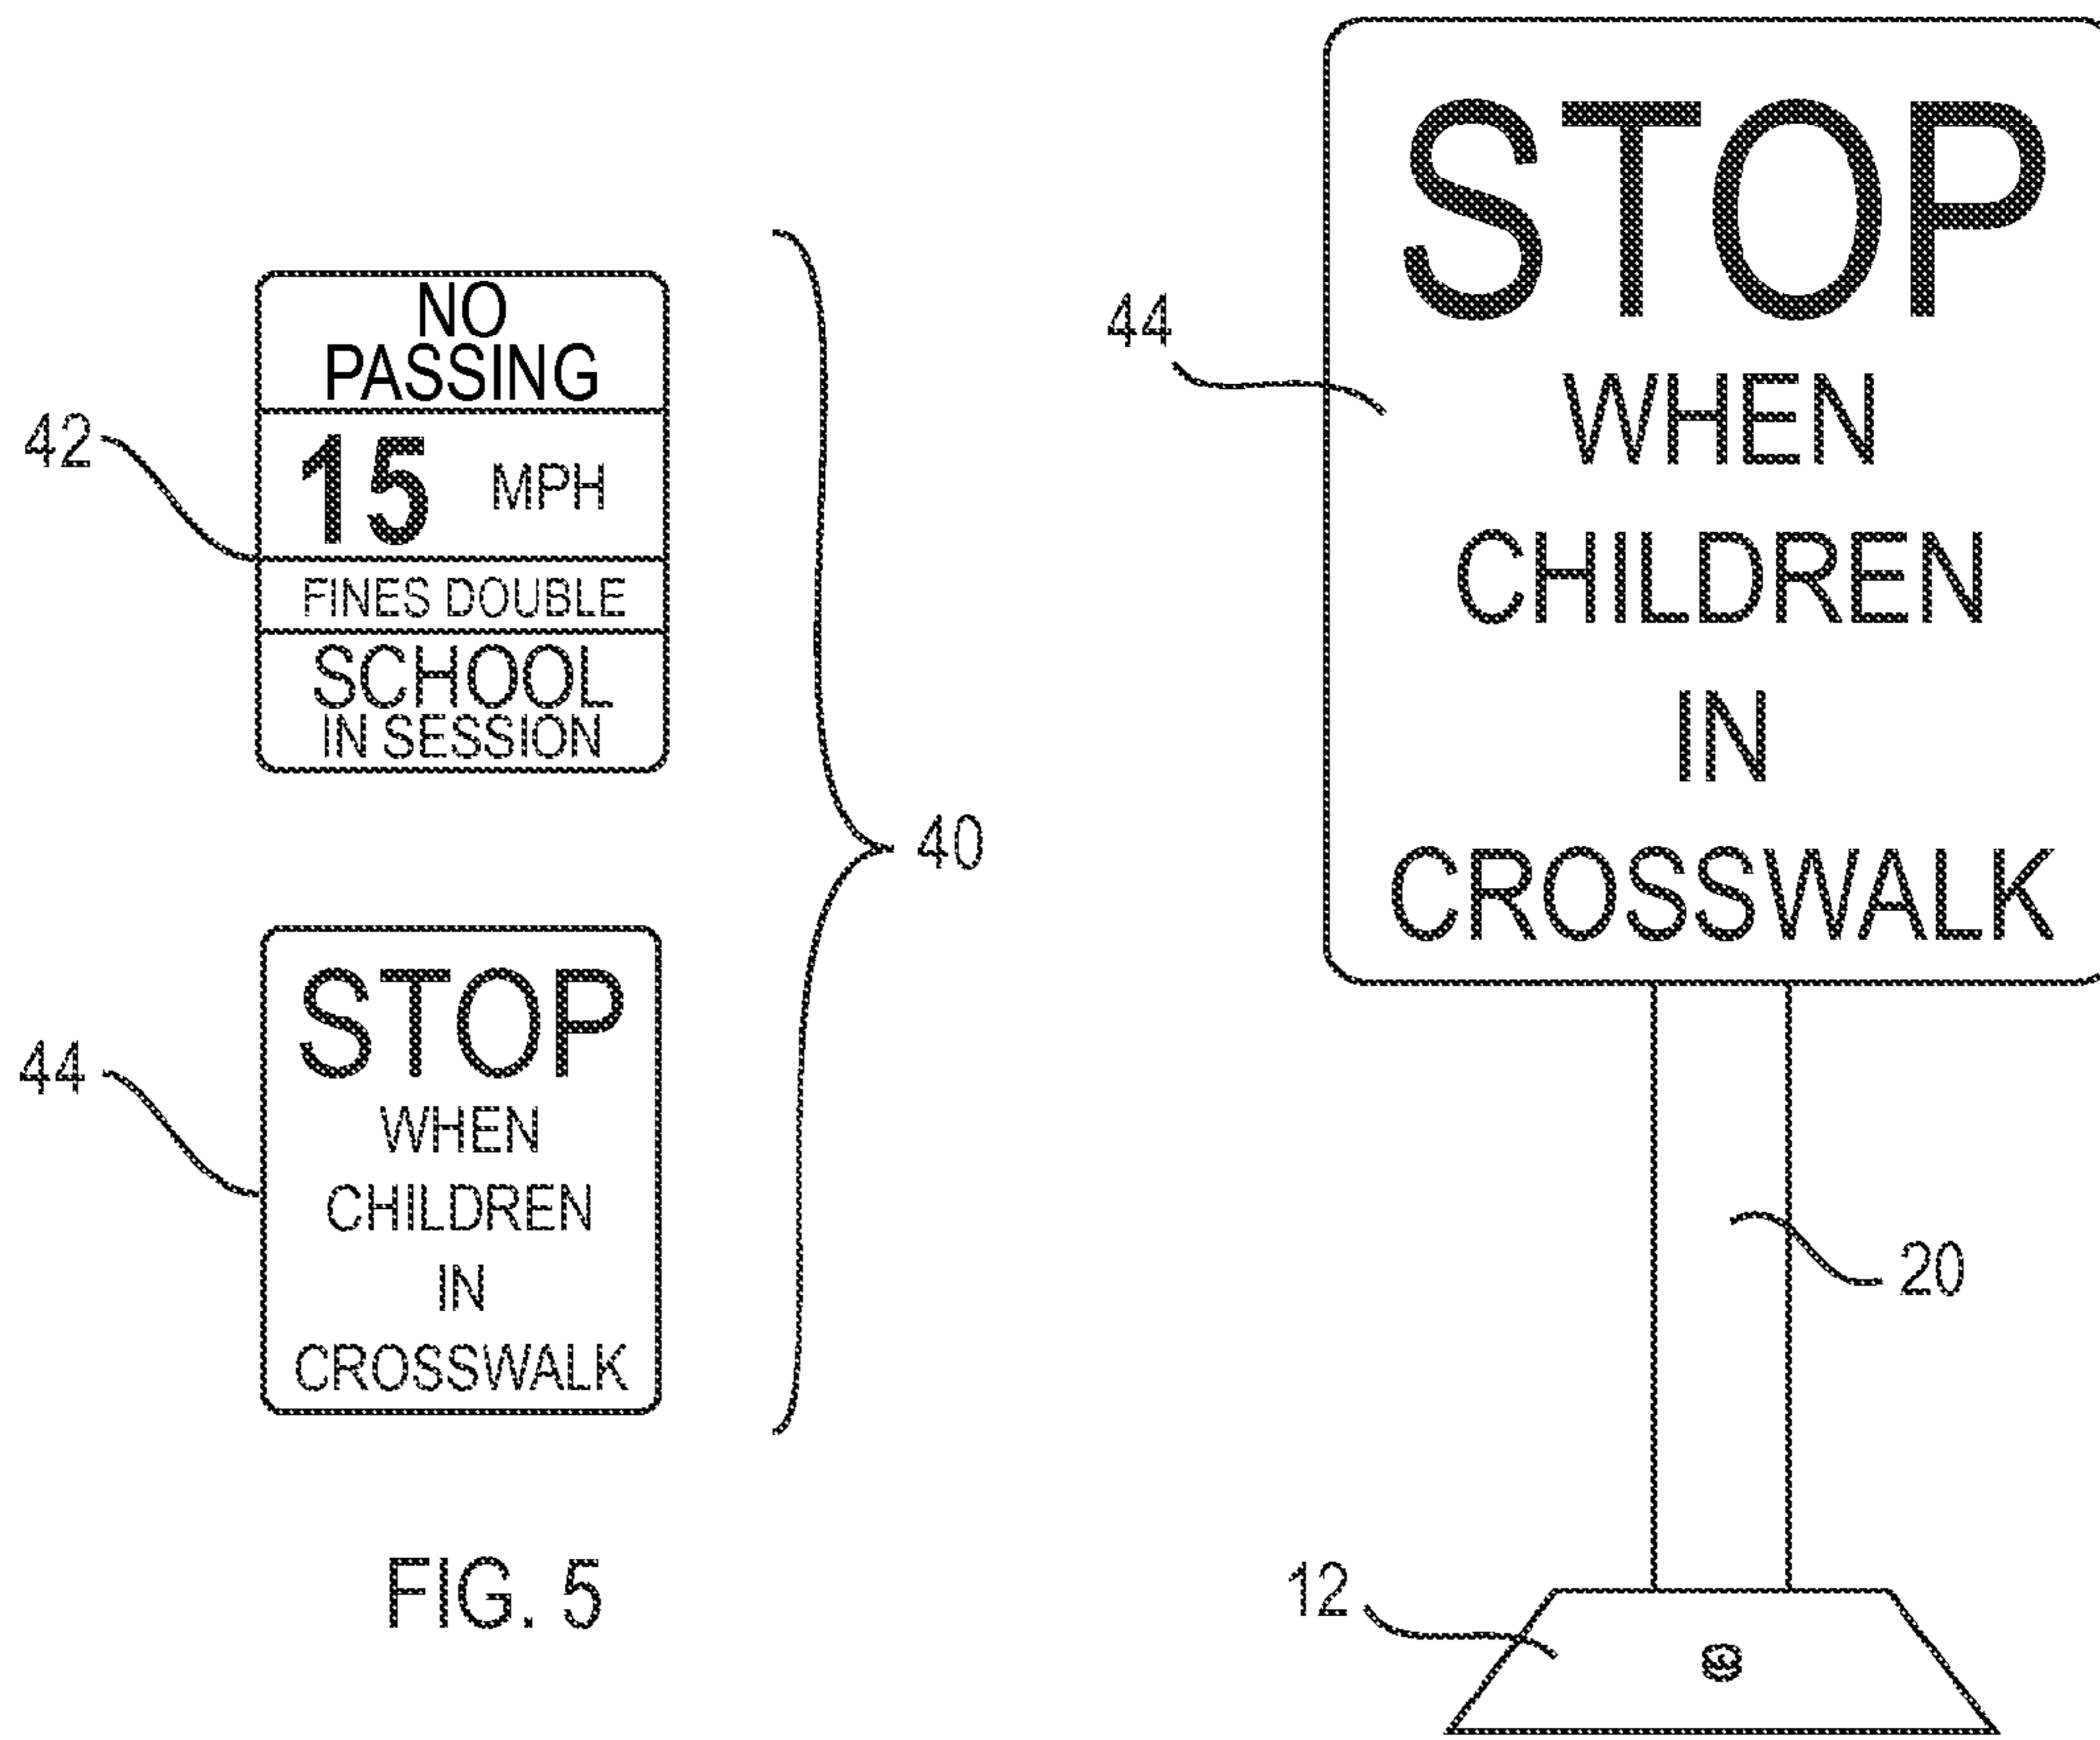 NO
PASSING
42
15 MPH
FINES DOUBLE
SCHOOL
IN SESSION
40
44
STOP
WHEN
CHILDREN
IN
CROSSWALK
FIG. 5
44
STOP
WHEN
CHILDREN
IN
CROSSWALK
20
12